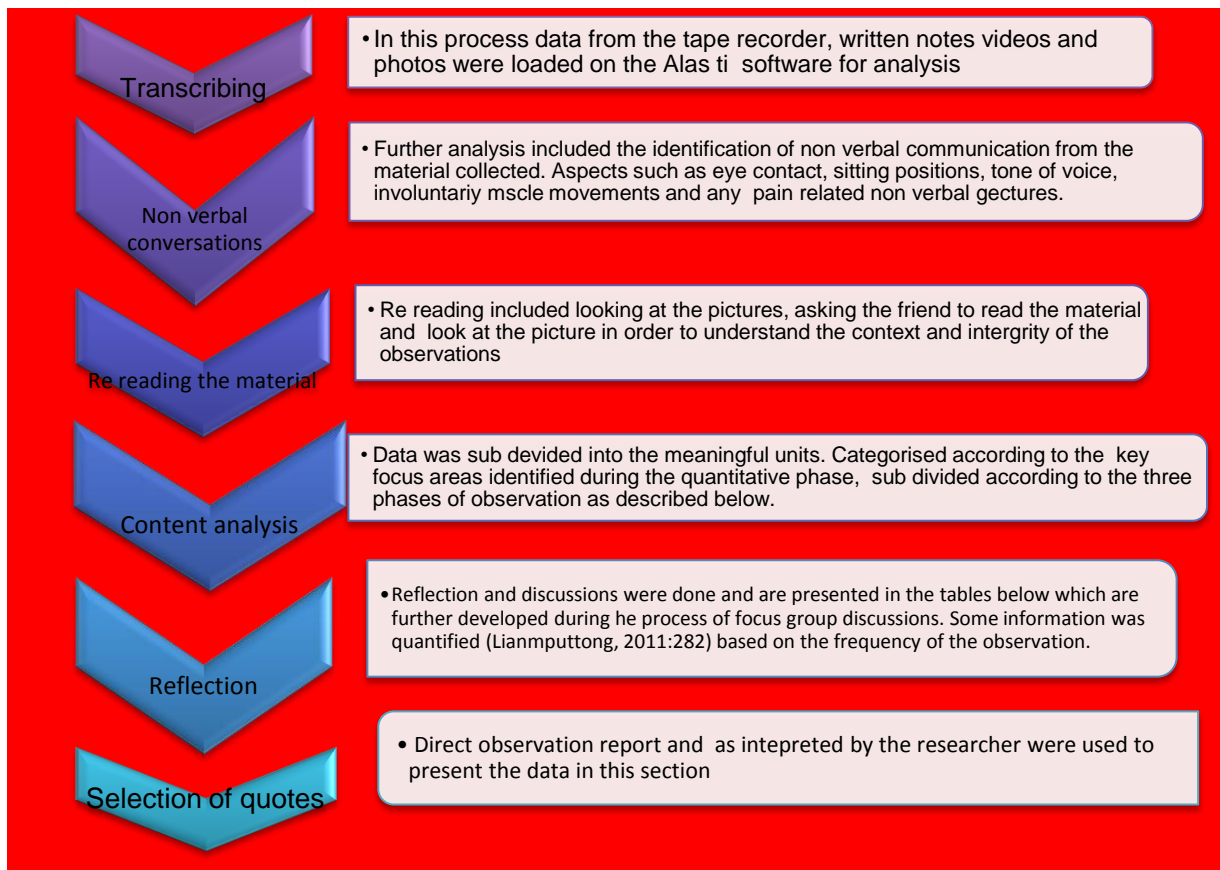 Transcribing
• In this process data from the tape recorder, written notes videos and
photos were loaded on the Alas ti software for analysis
Non verbal
conversations
• Further analysis included the identification of non verbal communication from the
material collected. Aspects such as eye contact, sitting positions, tone of voice,
involuntariy mscle movements and any pain related non verbal gectures.
Re reading the material
• Re reading included looking at the pictures, asking the friend to read the material
and look at the picture in order to understand the context and intergrity of the
observations
Content analysis
• Data was sub devided into the meaningful units. Categorised according to the key
focus areas identified during the quantitative phase, sub divided according to the three
phases of observation as described below.
Reflection
• Reflection and discussions were done and are presented in the tables below which are
further developed during he process of focus group discussions. Some information was
quantified (Lianmputtong, 2011:282) based on the frequency of the observation.
Selection of quotes
• Direct observation report and as intepreted by the researcher were used to
present the data in this section